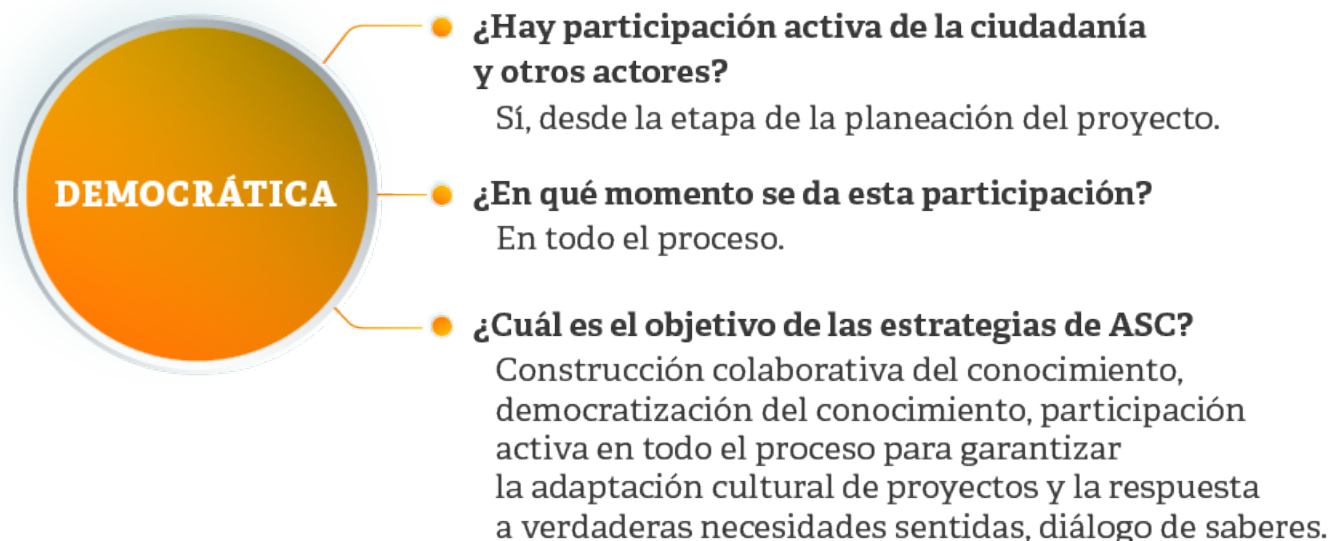 DEMOCRÁTICA
¿Hay participación activa de la ciudadanía
y otros actores?
Sí, desde la etapa de la planeación del proyecto.
¿En qué momento se da esta participación?
En todo el proceso.
¿Cuál es el objetivo de las estrategias de ASC?
Construcción colaborativa del conocimiento,
democratización del conocimiento, participación
activa en todo el proceso para garantizar
la adaptación cultural de proyectos y la respuesta
a verdaderas necesidades sentidas, diálogo de saberes.